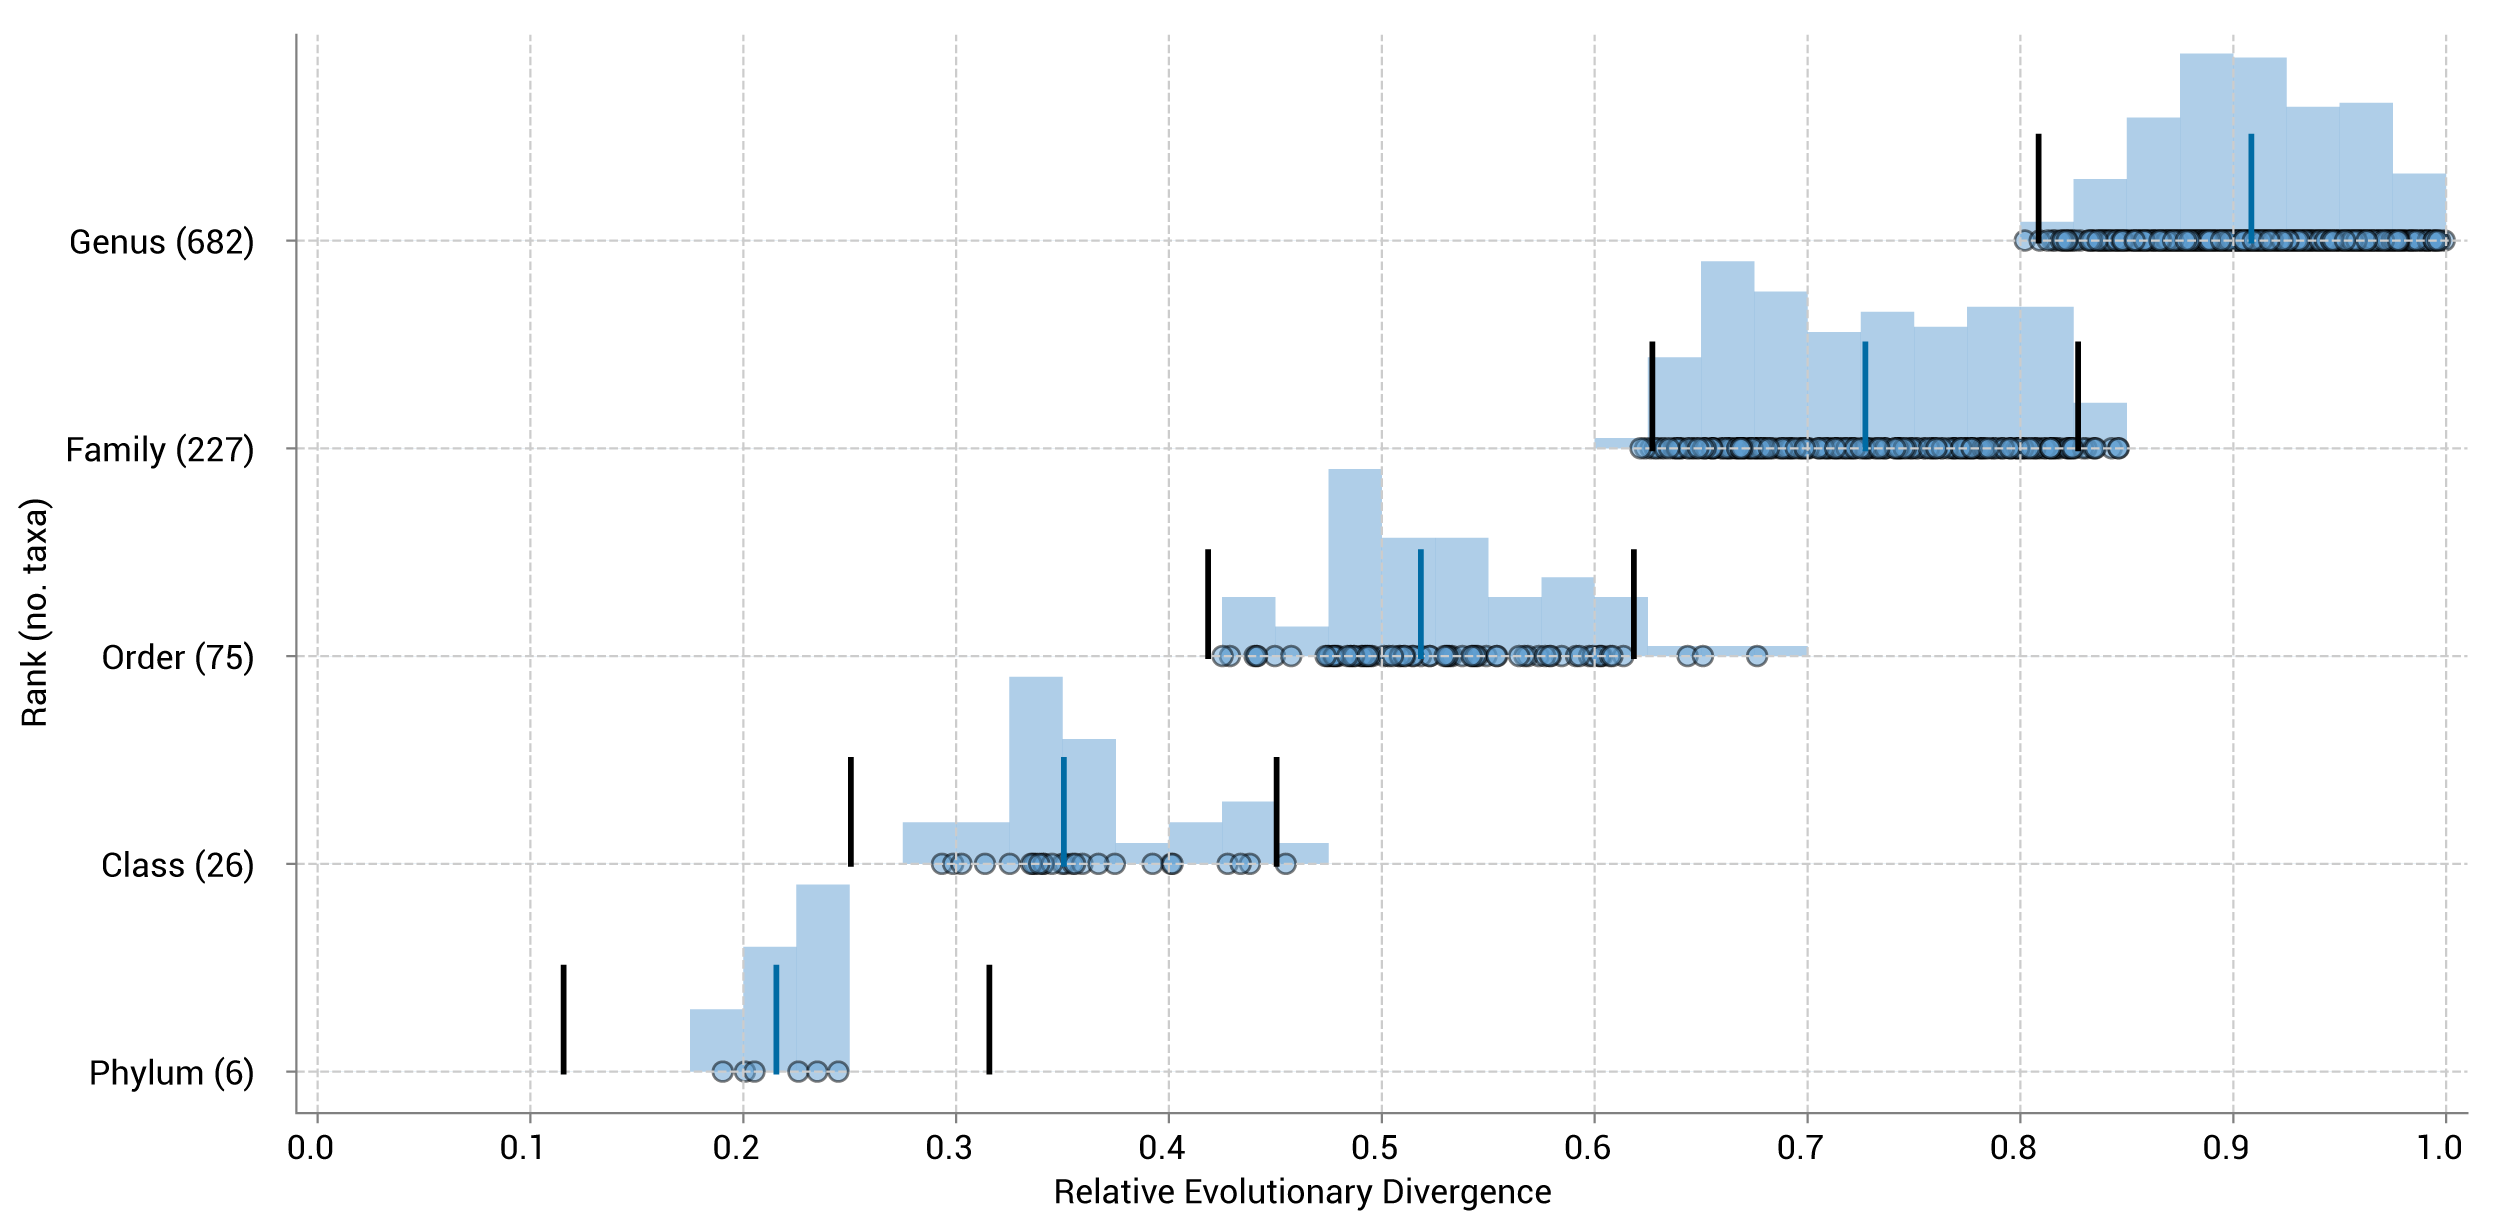 Rank (no. taxa)
Genus (682)
Family (227)
Order (75)
Class (26)
Phylum (6)
0.0 0.1 0.2 0.3 0.4 0.5 0.6 0.7 0.8 0.9 1.0
Relative Evolutionary Divergence